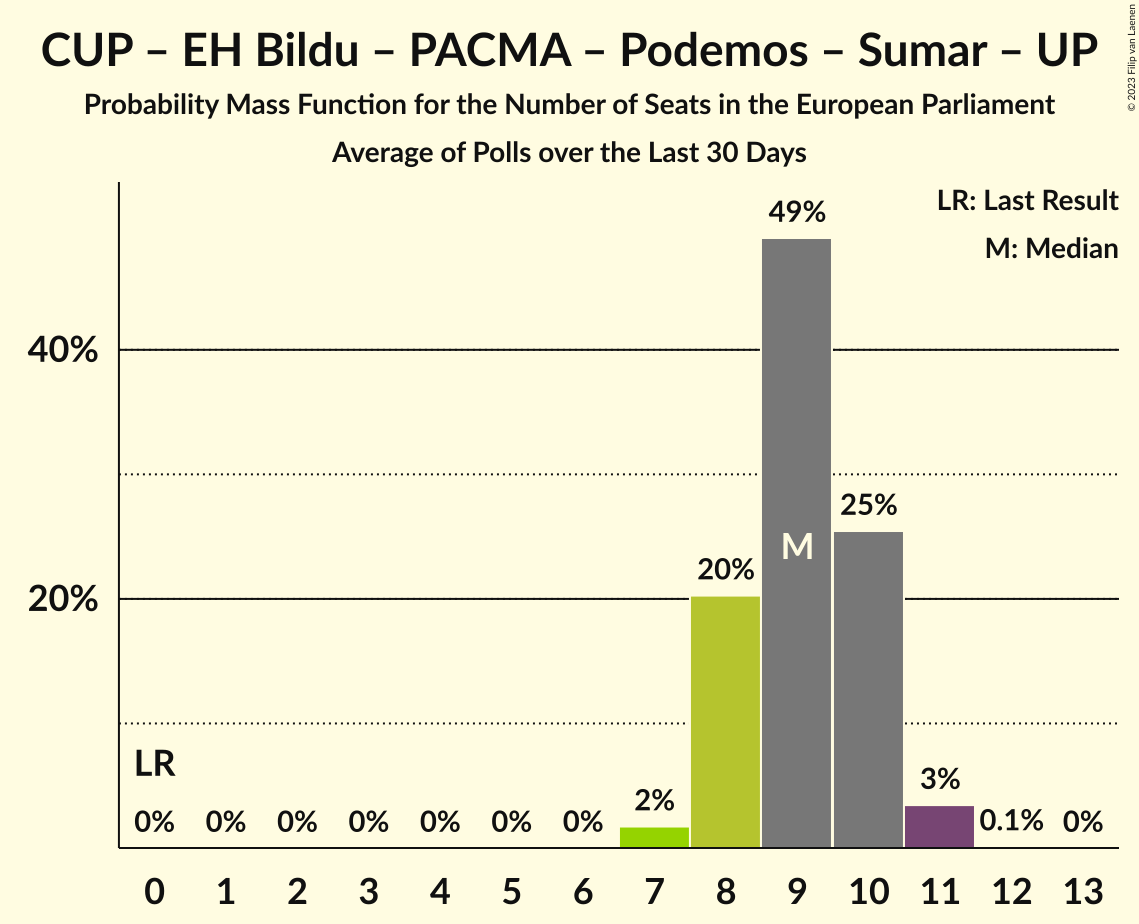 CUP – EH Bildu – PACMA – Podemos – Sumar – UP
Probability Mass Function for the Number of Seats in the European Parliament
Average of Polls over the Last 30 Days
© 2023 Filip van Laenen
LR: Last Result
M: Median
40%
20%
LR
M
0%
0%
0%
0%
0%
0%
0%
2%
20%
49%
25%
3%
0.1%
0%
0 1 2 3 4 5 6 7 8 9 10 11 12 13